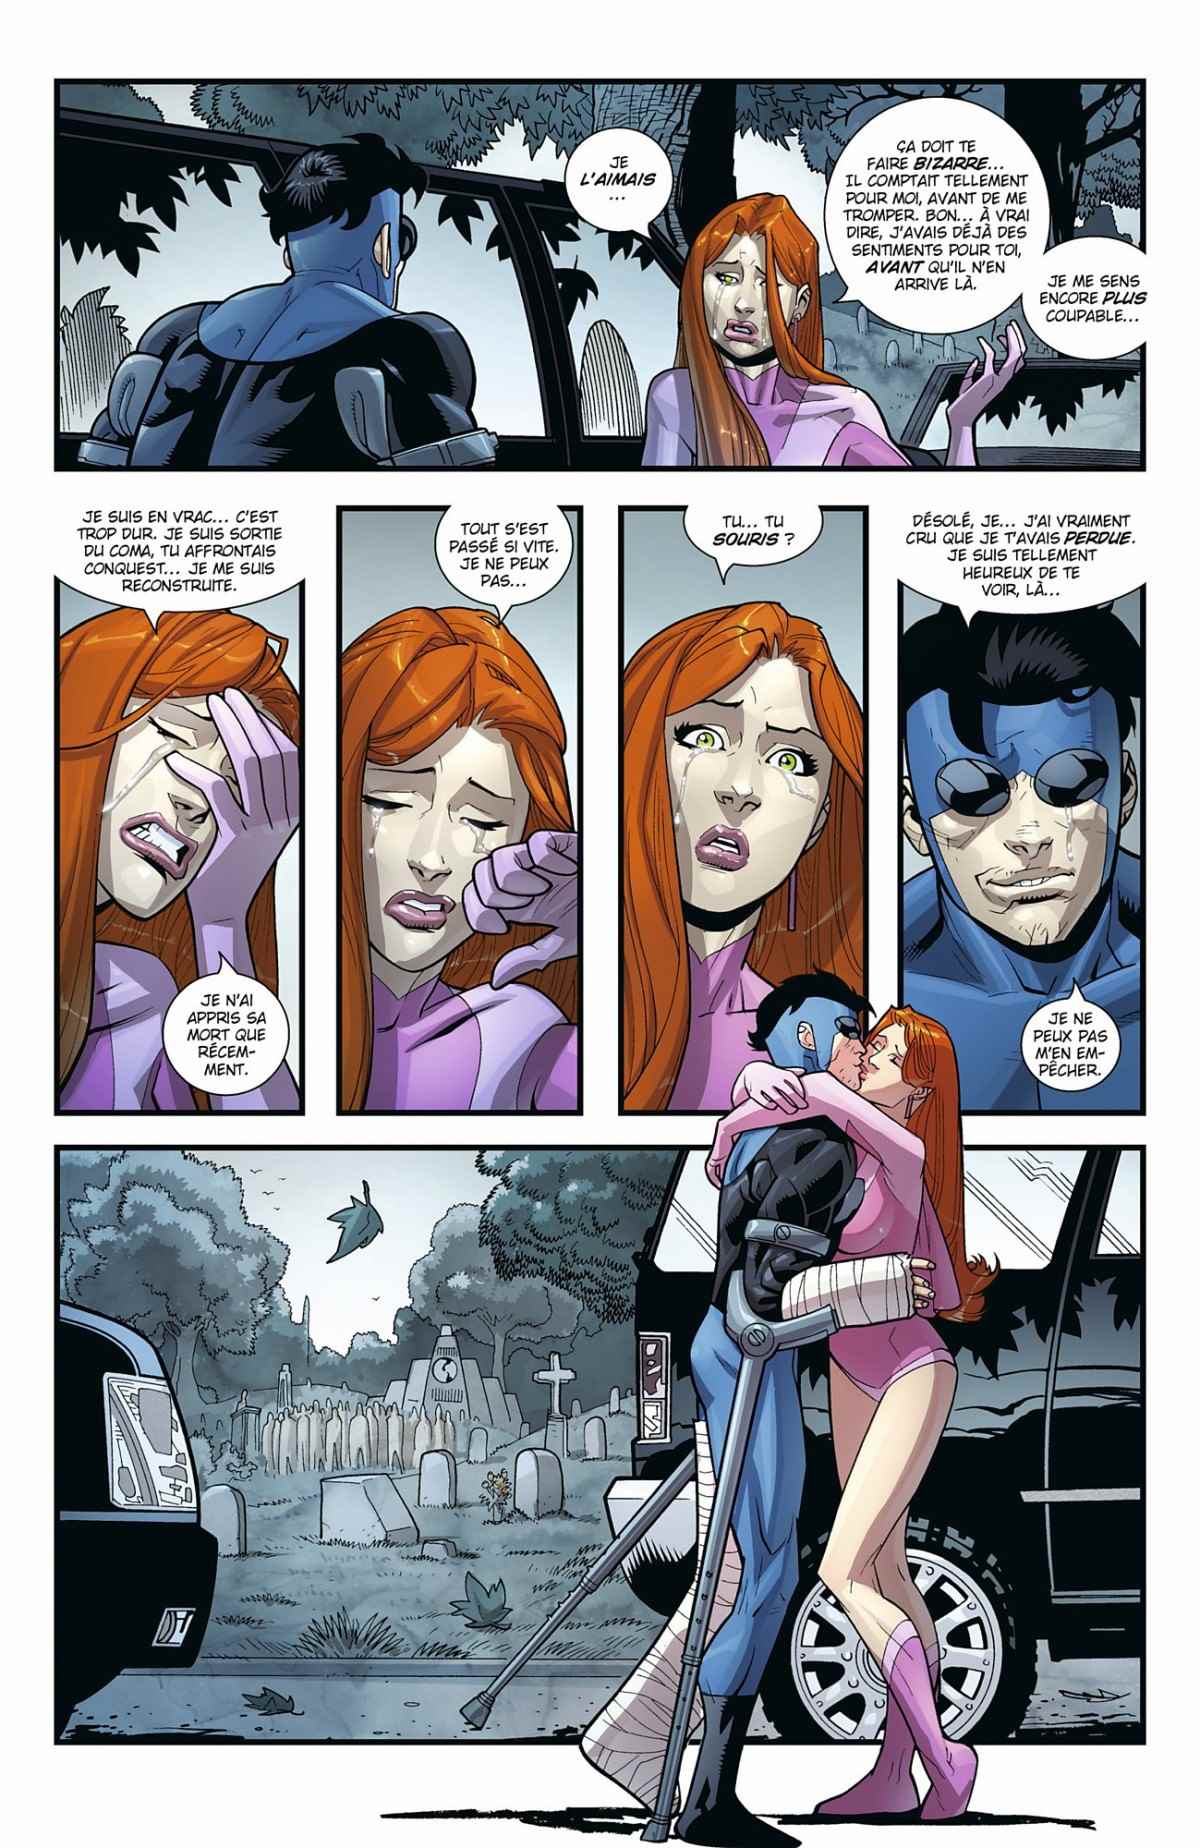 JE
L'AIMAIS
...
ÇA DOIT TE
FAIRE BIZARRE...
IL COMPTAIT TELLEMENT
POUR MOI, AVANT DE ME
TROMPER. BON... À VRAI
DIRE, J'AVAIS DÉJÀ DES
SENTIMENTS POUR TOI,
AVANT QU'IL N'EN
ARRIVE LÀ.
JE ME SENS
ENCORE PLUS
COUPABLE...
JE SUIS EN VRAC... C'EST
TROP DUR. JE SUIS SORTIE
DU COMA, TU AFFRONTAIS
CONQUEST... JE ME SUIS
RECONSTRUITE.
JE N'AI
APPRIS SA
MORT QUE
RÉCEM-
MENT.
TOUT S'EST
PASSÉ SI VITE.
JE NE PEUX
PAS...
TU... TU
SOURIS ?
DÉSOLÉ, JE... J'AI VRAIMENT
CRU QUE JE T'AVAIS PERDUE.
JE SUIS TELLEMENT
HEUREUX DE TE
VOIR, LÀ...
JE NE
PEUX PAS
M'EN EM-
PÊCHER.